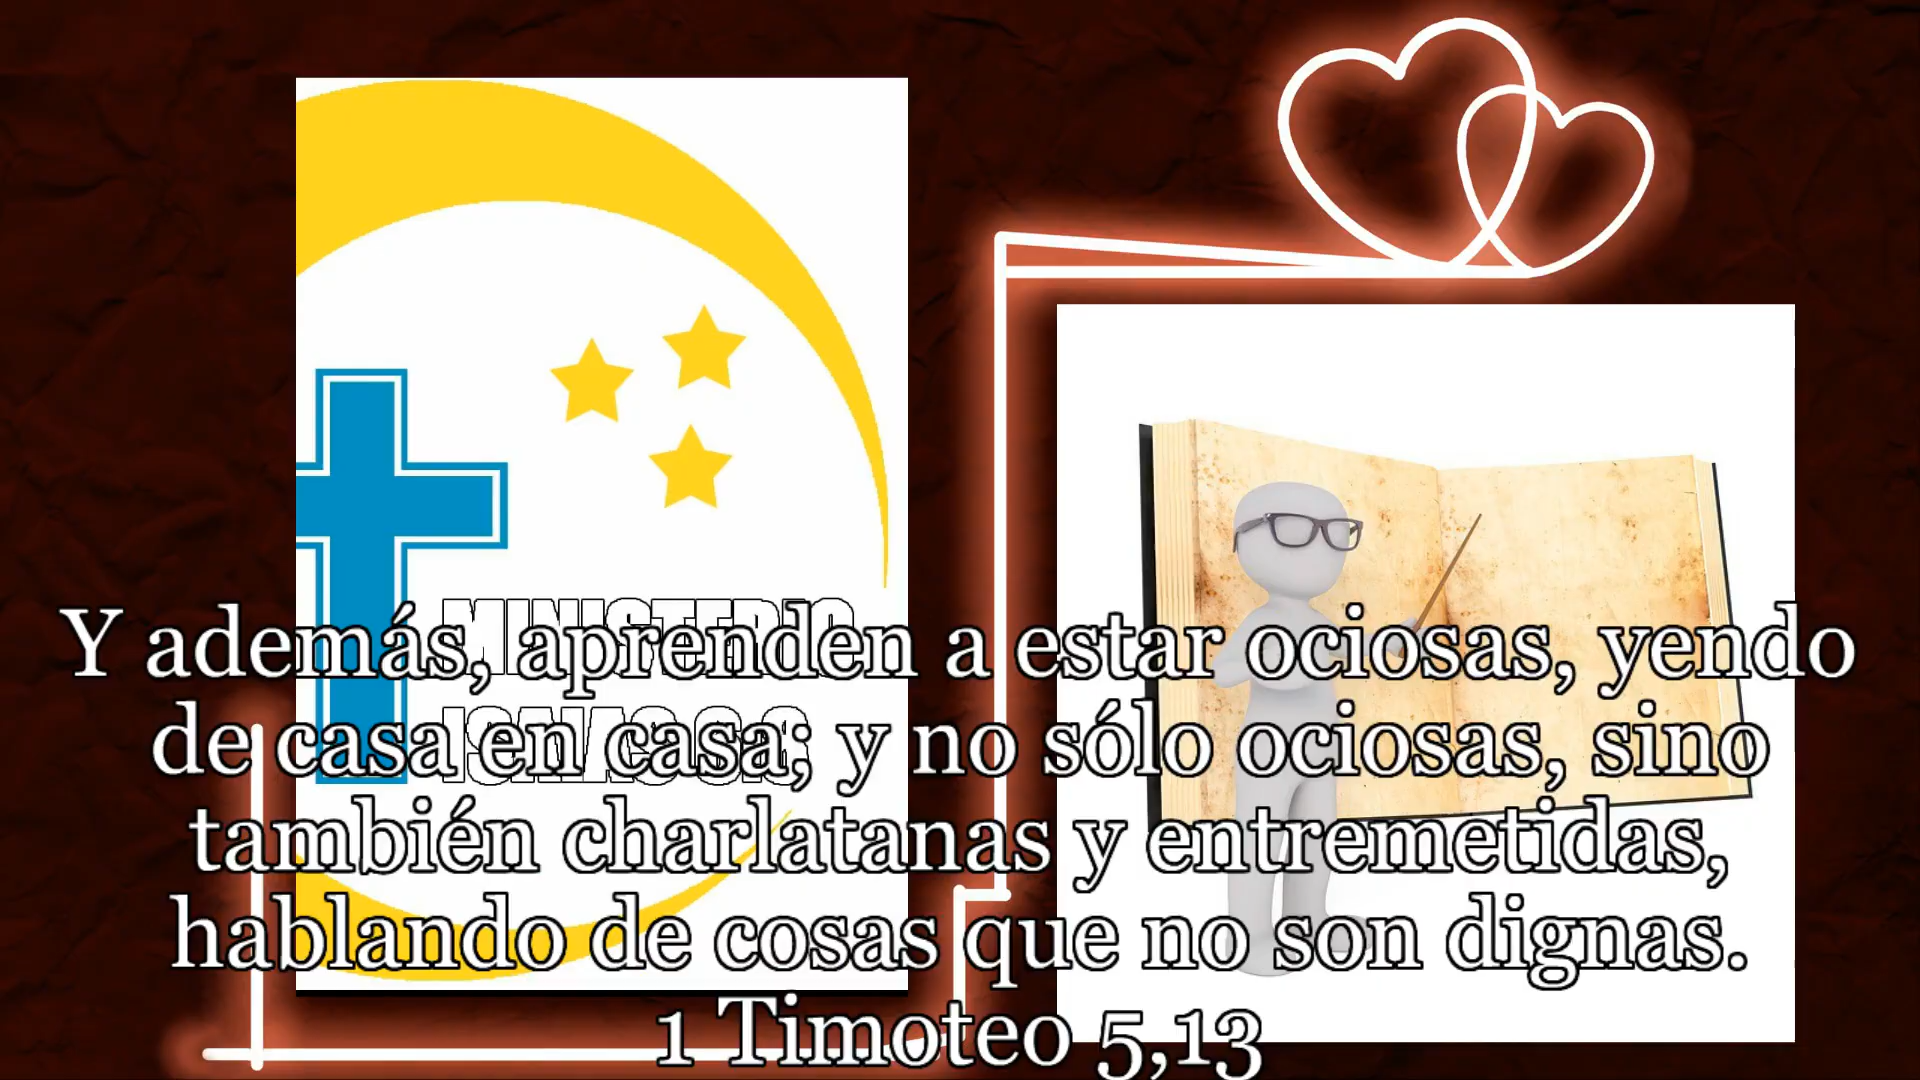 MINISTERIO
Y además, aprenden a estar ociosas, yendo
de casa en casa; y no sólo ociosas, sino
también charlatanas y entremetidas,
hablando de cosas que no son dignas.
1 Timoteo 5,13